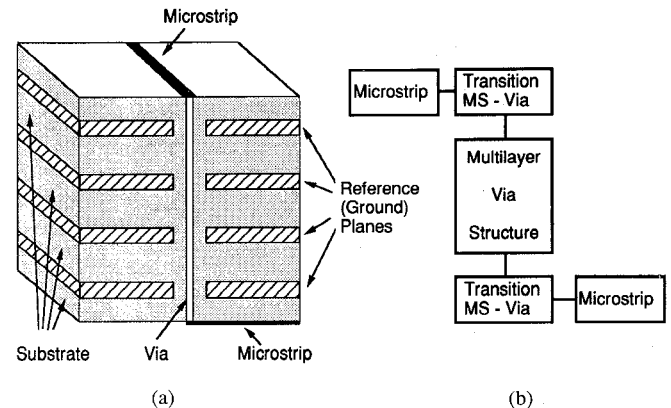 Microstrip
Reference
(Ground)
Planes
Substrate
Via
Microstrip
(a)
Microstrip
Transition
MS - Via
Multilayer
Via
Structure
Transition
MS - Via
Microstrip
(b)